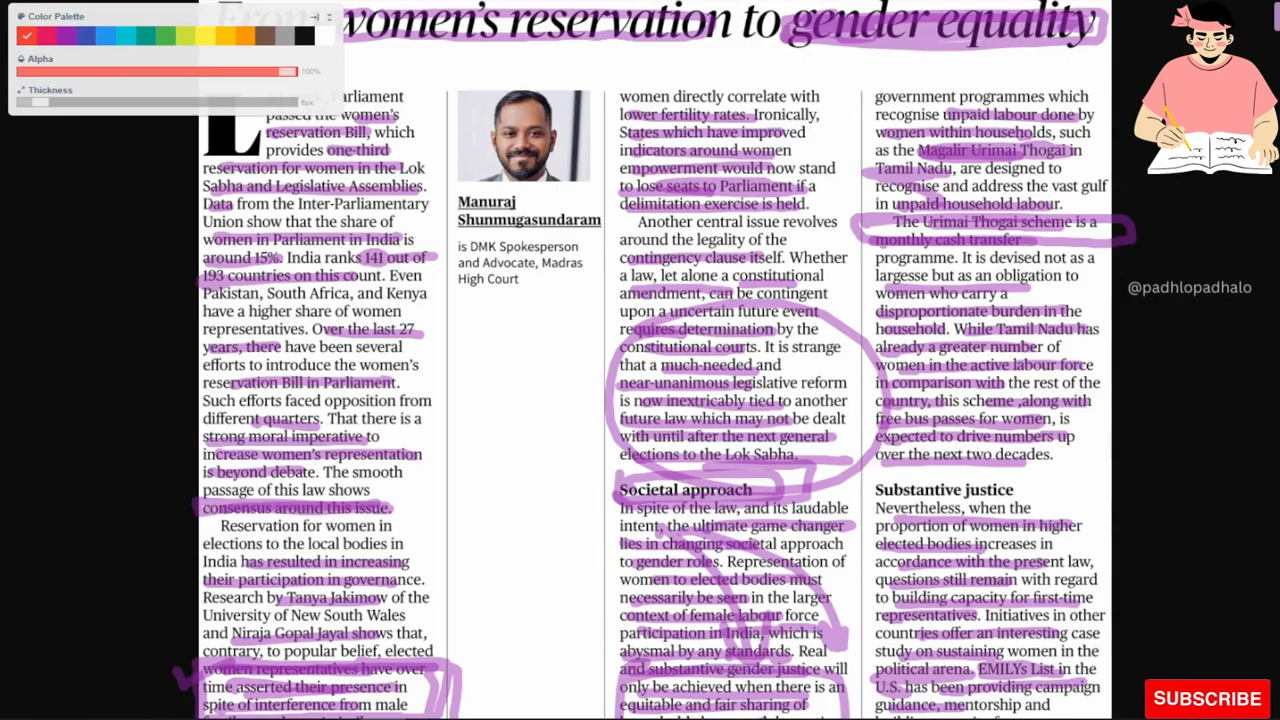 Color Palette
Alpha
100%
Thickness
8px
From women's reservation to gender equality
Parliament
passed the women's
reservation Bill, which
provides one-third
reservation for women in the Lok
Sabha and Legislative Assemblies.
Data from the Inter-Parliamentary
Union show that the share of
women in Parliament in India is
around 15%. India ranks 141 out of
193 countries on this count. Even
Pakistan, South Africa, and Kenya
have a higher share of women
representatives. Over the last 27
years, there have been several
efforts to introduce the women's
reservation Bill in Parliament.
Such efforts faced opposition from
different quarters. That there is a
strong moral imperative to
increase women's representation
is beyond debate. The smooth
passage of this law shows
consensus around this issue.
Reservation for women in
elections to the local bodies in
India has resulted in increasing
their participation in governance.
Research by Tanya Jakimow of the
University of New South Wales
and Niraja Gopal Jayal shows that,
contrary, to popular belief, elected
women representatives have over
time asserted their presence in
spite of interference from male
Manuraj
Shunmugasundaram
is DMK Spokesperson
and Advocate, Madras
High Court
women directly correlate with
lower fertility rates. Ironically,
States which have improved
indicators around women
empowerment would now stand
to lose seats to Parliament if a
delimitation exercise is held.
Another central issue revolves
around the legality of the
contingency clause itself. Whether
a law, let alone a constitutional
amendment, can be contingent
upon a uncertain future event
requires determination by the
constitutional courts. It is strange
that a much-needed and
near-unanimous legislative reform
is now inextricably tied to another
future law which may not be dealt
with until after the next general
elections to the Lok Sabha.
Societal approach
In spite of the law, and its laudable
intent, the ultimate game changer
lies in changing societal approach
to gender roles. Representation of
women to elected bodies must
necessarily be seen in the larger
context of female labour force
participation in India, which is
abysmal by any standards. Real
and substantive gender justice will
only be achieved when there is an
equitable and fair sharing of
government programmes which
recognise unpaid labour done by
women within households, such
as the Magalir Urimai Thogai in
Tamil Nadu, are designed to
recognise and address the vast gulf
in unpaid household labour.
The Urimai Thogai scheme is a
monthly cash transfer
programme. It is devised not as a
largesse but as an obligation to
women who carry a
disproportionate burden in the
household. While Tamil Nadu has
already a greater number of
women in the active labour force
in comparison with the rest of the
country, this scheme ,along with
free bus passes for women, is
expected to drive numbers up
over the next two decades.
Substantive justice
Nevertheless, when the
proportion of women in higher
elected bodies increases in
accordance with the present law,
questions still remain with regard
to building capacity for first-time
representatives. Initiatives in other
countries offer an interesting case
study on sustaining women in the
political arena. EMILYs List in the
U.S. has been providing campaign
guidance, mentorship and
@padhlopadhalo
SUBSCRIBE